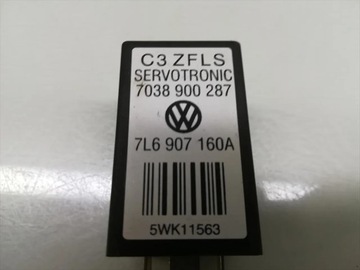 C3 ZFLS
SERVOTRONIC
7038 900 287
7L6 907 160A
5WK11563